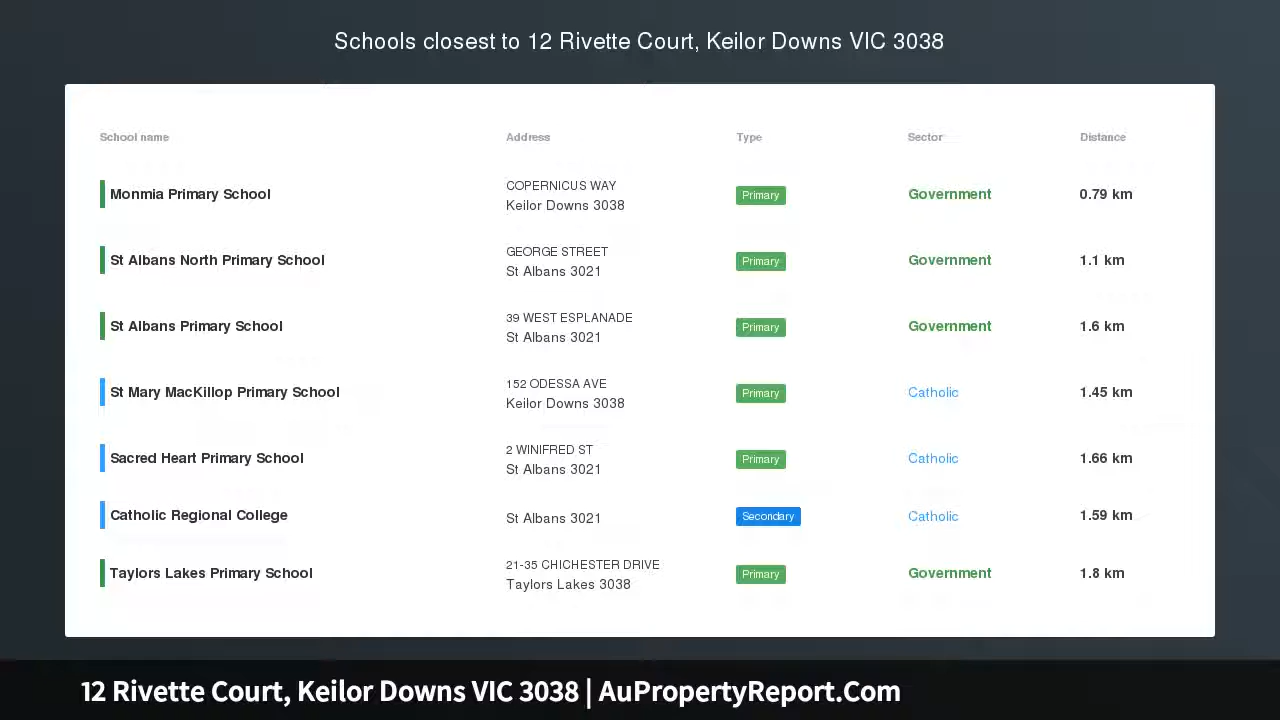 Schools closest to 12 Rivette Court, Keilor Downs VIC 3038
School name Address Type Sector Distance
Monmia Primary School COPERNICUS WAY Keilor Downs 3038 Primary Government 0.79 km
St Albans North Primary School GEORGE STREET St Albans 3021 Primary Government 1.1 km
St Albans Primary School 39 WEST ESPLANADE St Albans 3021 Primary Government 1.6 km
St Mary MacKillop Primary School 152 ODESSA AVE Keilor Downs 3038 Primary Catholic 1.45 km
Sacred Heart Primary School 2 WINIFRED ST St Albans 3021 Primary Catholic 1.66 km
Catholic Regional College St Albans 3021 Secondary Catholic 1.59 km
Taylors Lakes Primary School 21-35 CHICHESTER DRIVE Taylors Lakes 3038 Primary Government 1.8 km
12 Rivette Court, Keilor Downs VIC 3038 | AuPropertyReport.Com